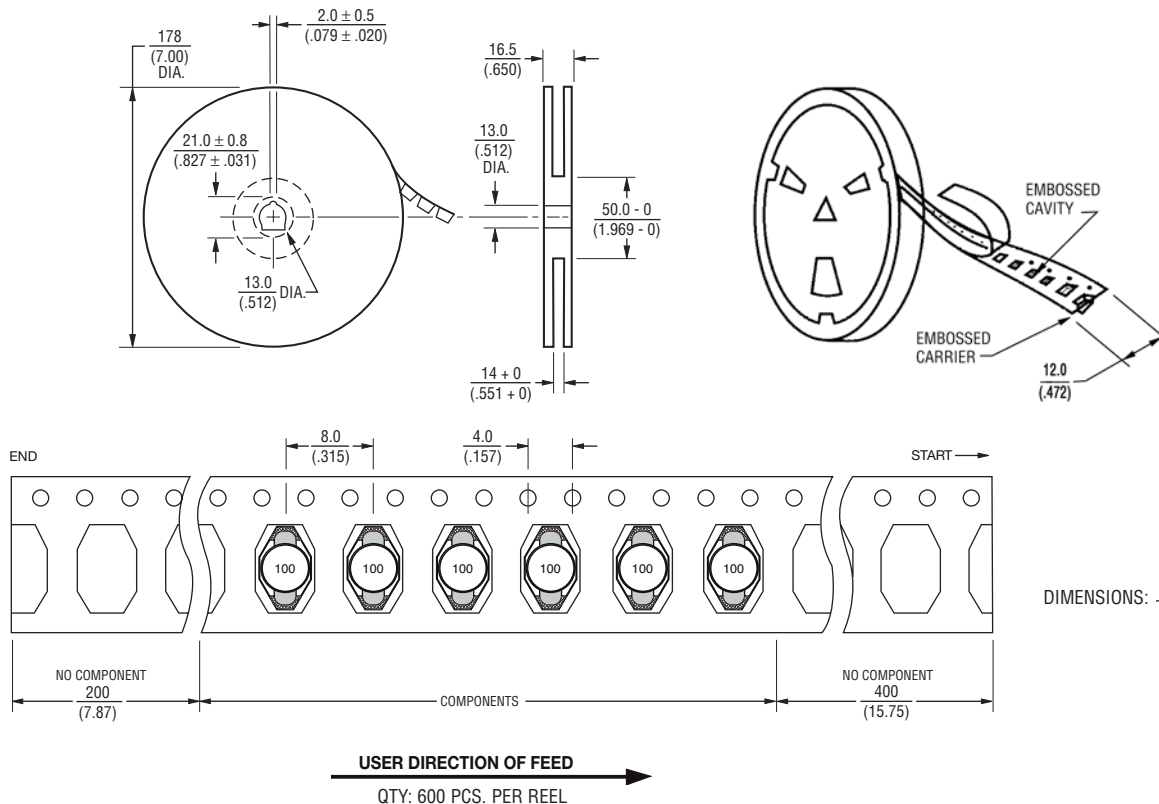 2.0 ± 0.5
(.079 ± .020)
178
(7.00)
DIA.
16.5
(.650)
21.0 ± 0.8
(.827 ± .031)
13.0
(.512)
DIA.
50.0 - 0
(1.969 - 0)
13.0
(.512)
DIA.
14 + 0
(.551 + 0)
EMBOSSED
CAVITY
EMBOSSED
CARRIER
12.0
(.472)
END
8.0
(.315)
4.0
(.157)
START
100 100 100 100 100 100
DIMENSIONS:
NO COMPONENT
200
(7.87)
COMPONENTS
NO COMPONENT
400
(15.75)
USER DIRECTION OF FEED
QTY: 600 PCS. PER REEL